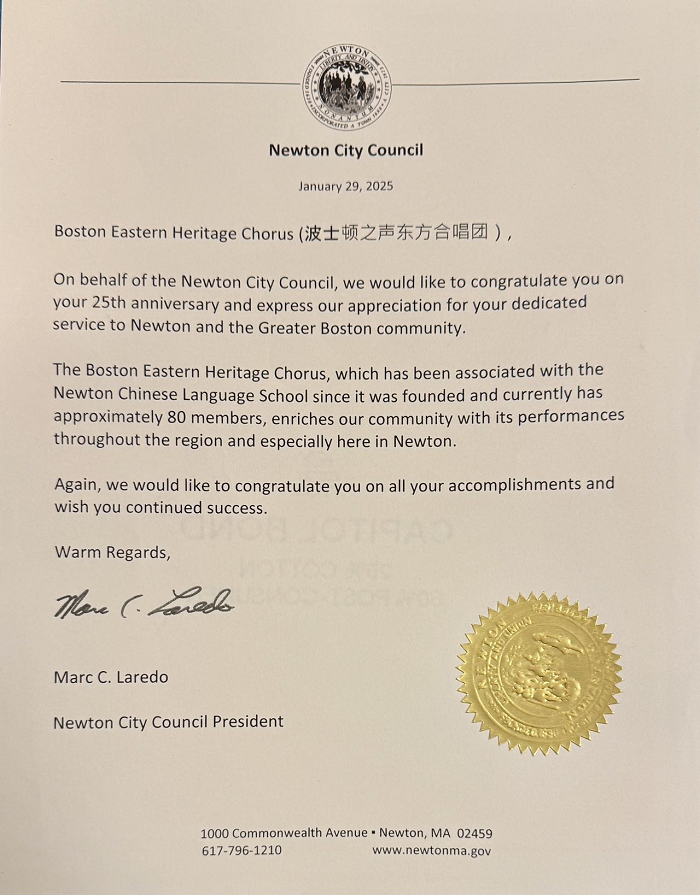 NEWTON
LIBERTY AND UNION
NONANTUM
Newton City Council
January 29, 2025
Boston Eastern Heritage Chorus (波士顿之声东方合唱团 ) ,
On behalf of the Newton City Council, we would like to congratulate you on
your 25th anniversary and express our appreciation for your dedicated
service to Newton and the Greater Boston community.
The Boston Eastern Heritage Chorus, which has been associated with the
Newton Chinese Language School since it was founded and currently has
approximately 80 members, enriches our community with its performances
throughout the region and especially here in Newton.
Again, we would like to congratulate you on all your accomplishments and
wish you continued success.
CAPITOL BOND
25% COTTON
Warm Regards,
Marc C. Laredo
Marc C. Laredo
Newton City Council President
NEWTON
1000 Commonwealth Avenue ▪ Newton, MA 02459
617-796-1210 www.newtonma.gov